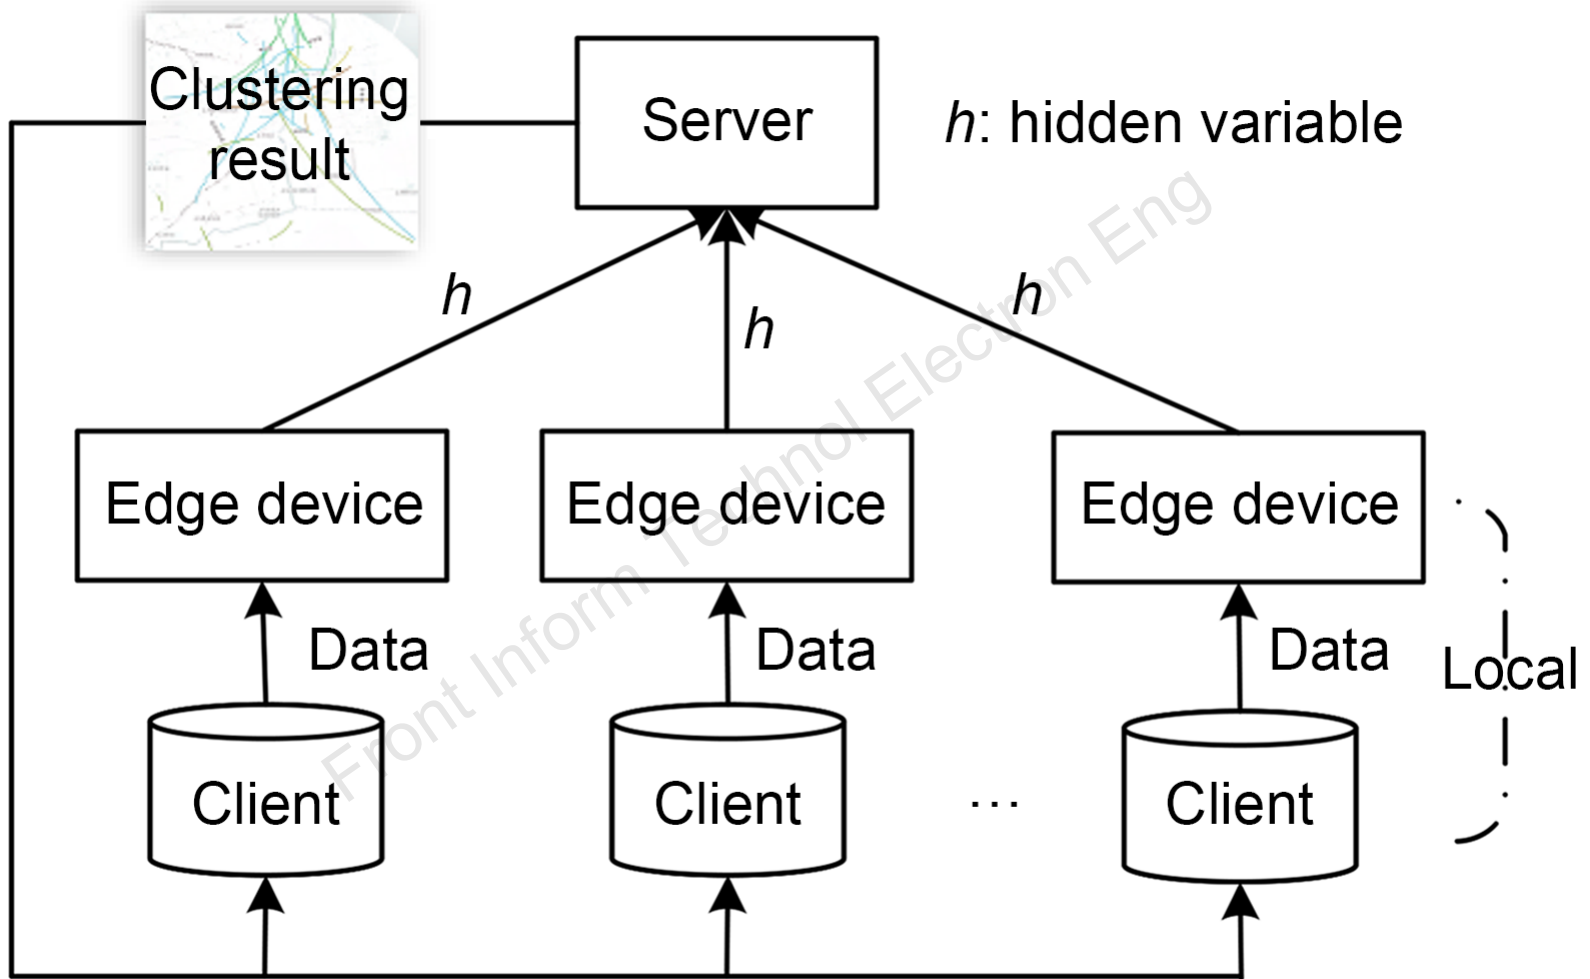 Clustering
result
Server
h: hidden variable
h
h
h
Edge device
Edge device
Edge device
Data
Data
Data
Local
Client
Client
...
Client
Front Inform Technol Electron Eng